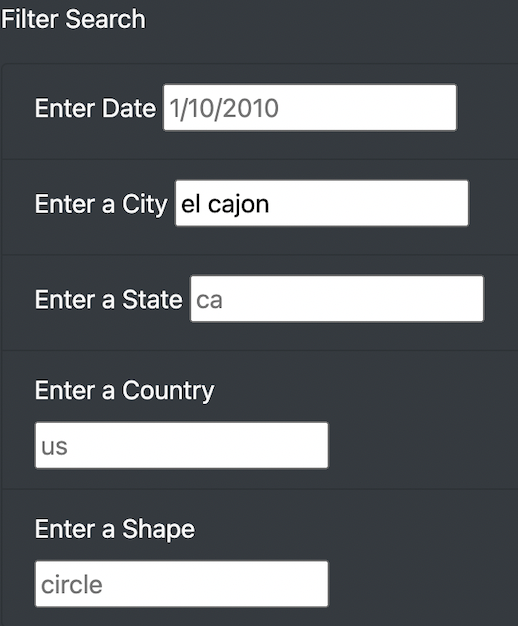 Filter Search
Enter Date 1/10/2010
Enter a City el cajon
Enter a State ca
Enter a Country
us
Enter a Shape
circle